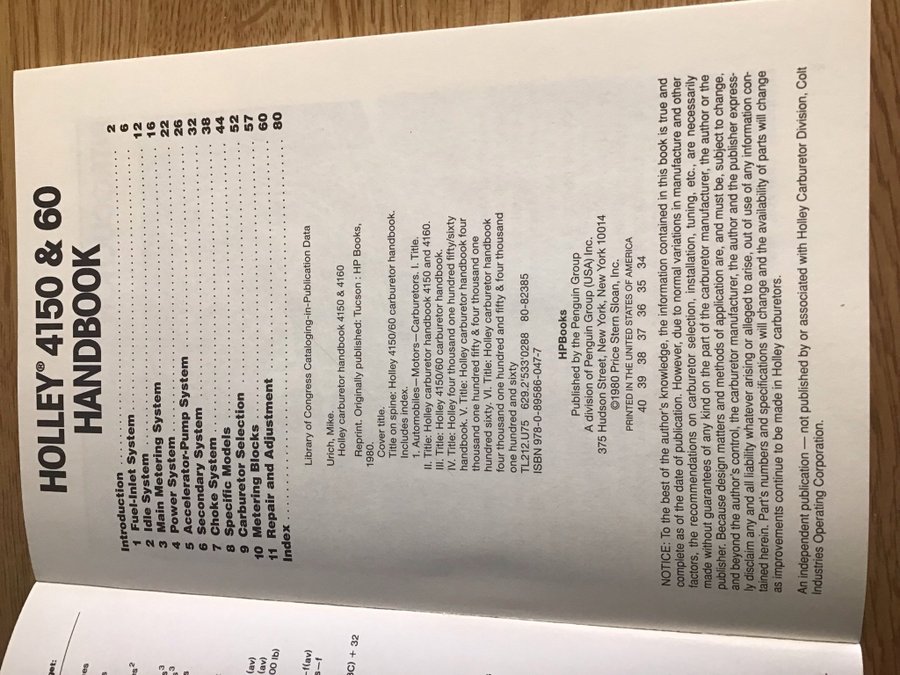 HOLLEY® 4150 & 60
HANDBOOK
Introduction . . . . . . . . . . . . . . . . . . . . . . . . . . . 2
1 Fuel-Inlet System . . . . . . . . . . . . . . . . . . . . . . 6
2 Idle System . . . . . . . . . . . . . . . . . . . . . . . . . . 12
3 Main Metering System . . . . . . . . . . . . . . . . . . 16
4 Power System . . . . . . . . . . . . . . . . . . . . . . . . 22
5 Accelerator-Pump System . . . . . . . . . . . . . . . 26
6 Secondary System . . . . . . . . . . . . . . . . . . . . . 32
7 Choke System . . . . . . . . . . . . . . . . . . . . . . . . 38
8 Specific Models . . . . . . . . . . . . . . . . . . . . . . . 44
9 Carburetor Selection . . . . . . . . . . . . . . . . . . . 52
10 Metering Blocks . . . . . . . . . . . . . . . . . . . . . . 57
11 Repair and Adjustment . . . . . . . . . . . . . . . . . 60
Index . . . . . . . . . . . . . . . . . . . . . . . . . . . . . . . . 80
Library of Congress Cataloging-in-Publication Data
Urich, Mike.
Holley carburetor handbook 4150 & 4160
Reprint. Originally published: Tucson : HP Books,
1980.
Cover title.
Title on spine: Holley 4150/60 carburetor handbook.
Includes index.
1. Automobiles—Motors—Carburetors. I. Title.
II. Title: Holley carburetor handbook 4150 and 4160.
III. Title: Holley 4150/60 carburetor handbook.
IV. Title: Holley four thousand one hundred fifty/sixty
handbook. V. Title: Holley carburetor handbook four
thousand one hundred fifty & four thousand one
hundred sixty. VI. Title: Holley carburetor handbook
four thousand one hundred and fifty & four thousand
one hundred and sixty
TL212.U75 629.2'533'0288 80-82385
ISBN 978-0-89586-047-7
HPBooks
Published by the Penguin Group
A division of Penguin Group (USA) Inc.
375 Hudson Street, New York, New York 10014
©1980 Price Stern Sloan, Inc.
PRINTED IN THE UNITED STATES OF AMERICA
40 39 38 37 36 35 34
NOTICE: To the best of the author's knowledge, the information contained in this book is true and
complete as of the date of publication. However, due to normal variations in manufacture and other
factors, the recommendations on carburetor selection, installation, tuning, etc., are necessarily
made without guarantees of any kind on the part of the carburetor manufacturer, the author or the
publisher. Because design matters and methods of application are, and must be, subject to change,
and beyond the author's control, the carburetor manufacturer, the author and the publisher express-
ly disclaim any and all liability whatever arising or alleged to arise, out of use of any information con-
tained herein. Part's numbers and specifications will change and the availability of parts will change
as improvements continue to be made in Holley carburetors.
An independent publication — not published by or associated with Holley Carburetor Division, Colt
Industries Operating Corporation.